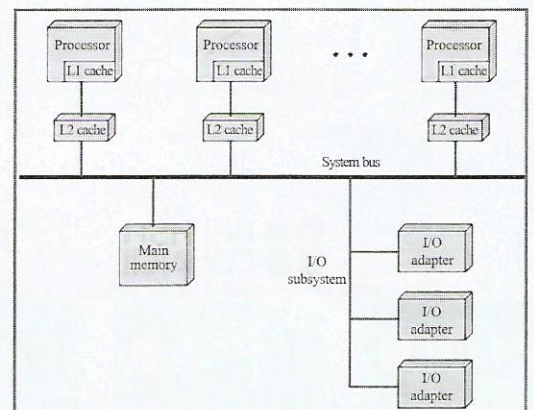 Processor
L1 cache
Processor
L1 cache
Processor
L1 cache
L2 cache
L2 cache
L2 cache
System bus
Main
memory
I/O
subsystem
I/O
adapter
I/O
adapter
I/O
adapter